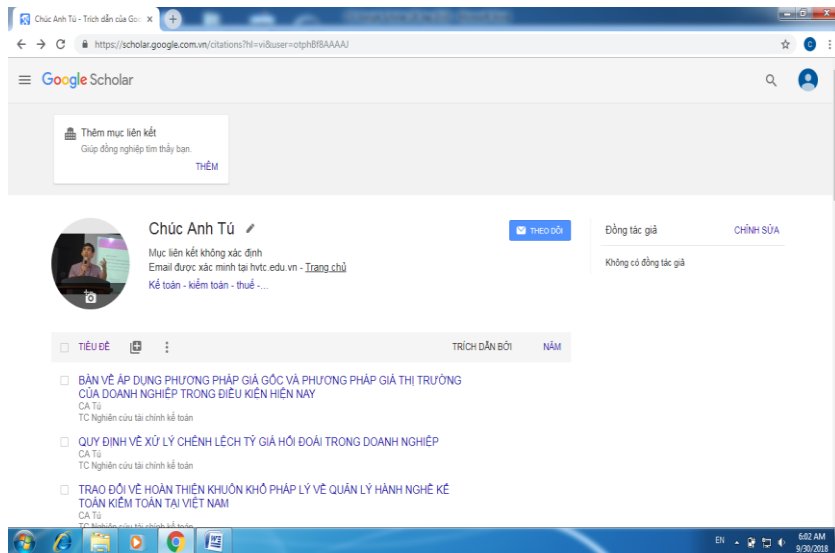 Chúc Anh Tú - Trích dẫn của Goo
https://scholar.google.com.vn/citations?hl=vi&user=otphBf8AAAAJ
C
Google Scholar
Thêm mục liên kết
Giúp đồng nghiệp tìm thấy bạn.
THÊM
Chúc Anh Tú
THEO DÕI
Mục liên kết không xác định
Email được xác minh tại hvtc.edu.vn - Trang chủ
Kế toán - kiểm toán - thuế -...
Đồng tác giả
CHỈNH SỬA
Không có đồng tác giả
TIÊU ĐỀ
TRÍCH DẪN BỞI
NĂM
BÀN VỀ ÁP DỤNG PHƯƠNG PHÁP GIÁ GỐC VÀ PHƯƠNG PHÁP GIÁ THỊ TRƯỜNG
CỦA DOANH NGHIỆP TRONG ĐIỀU KIỆN HIỆN NAY
CA Tú
TC Nghiên cứu tài chính kế toán
QUY ĐỊNH VỀ XỬ LÝ CHÊNH LỆCH TỶ GIÁ HỐI ĐOÁI TRONG DOANH NGHIỆP
CA Tú
TC Nghiên cứu tài chính kế toán
TRAO ĐỔI VỀ HOÀN THIỆN KHUÔN KHỔ PHÁP LÝ VỀ QUẢN LÝ HÀNH NGHỀ KẾ
TOÁN KIỂM TOÁN TẠI VIỆT NAM
CA Tú
TC Nghiên cứu tài chính kế toán
EN
6:02 AM
9/30/2018